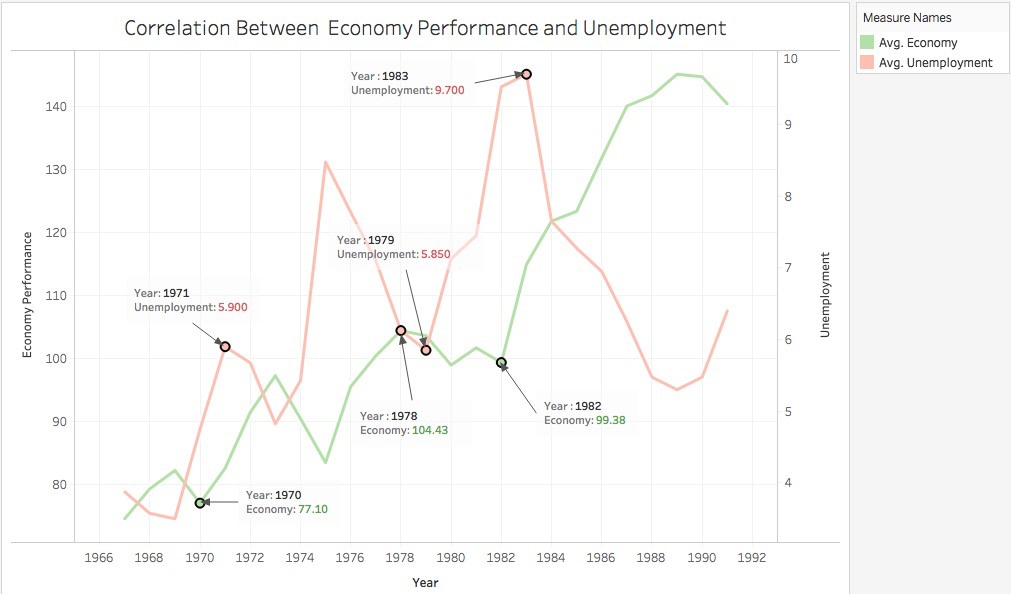 Correlation Between  Economy Performance and Unemployment
Measure Names
Avg. Economy
Avg. Unemployment
Economy Performance
140
130
120
110
100
90
80
10
9
8
7
6
5
4
Unemployment
Year : 1983
Unemployment: 9.700
Year : 1979
Unemployment: 5.850
Year: 1971
Unemployment: 5.900
Year : 1978
Economy: 104.43
Year : 1982
Economy: 99.38
Year : 1970
Economy: 77.10
1966 1968 1970 1972 1974 1976 1978 1980 1982 1984 1986 1988 1990 1992
Year